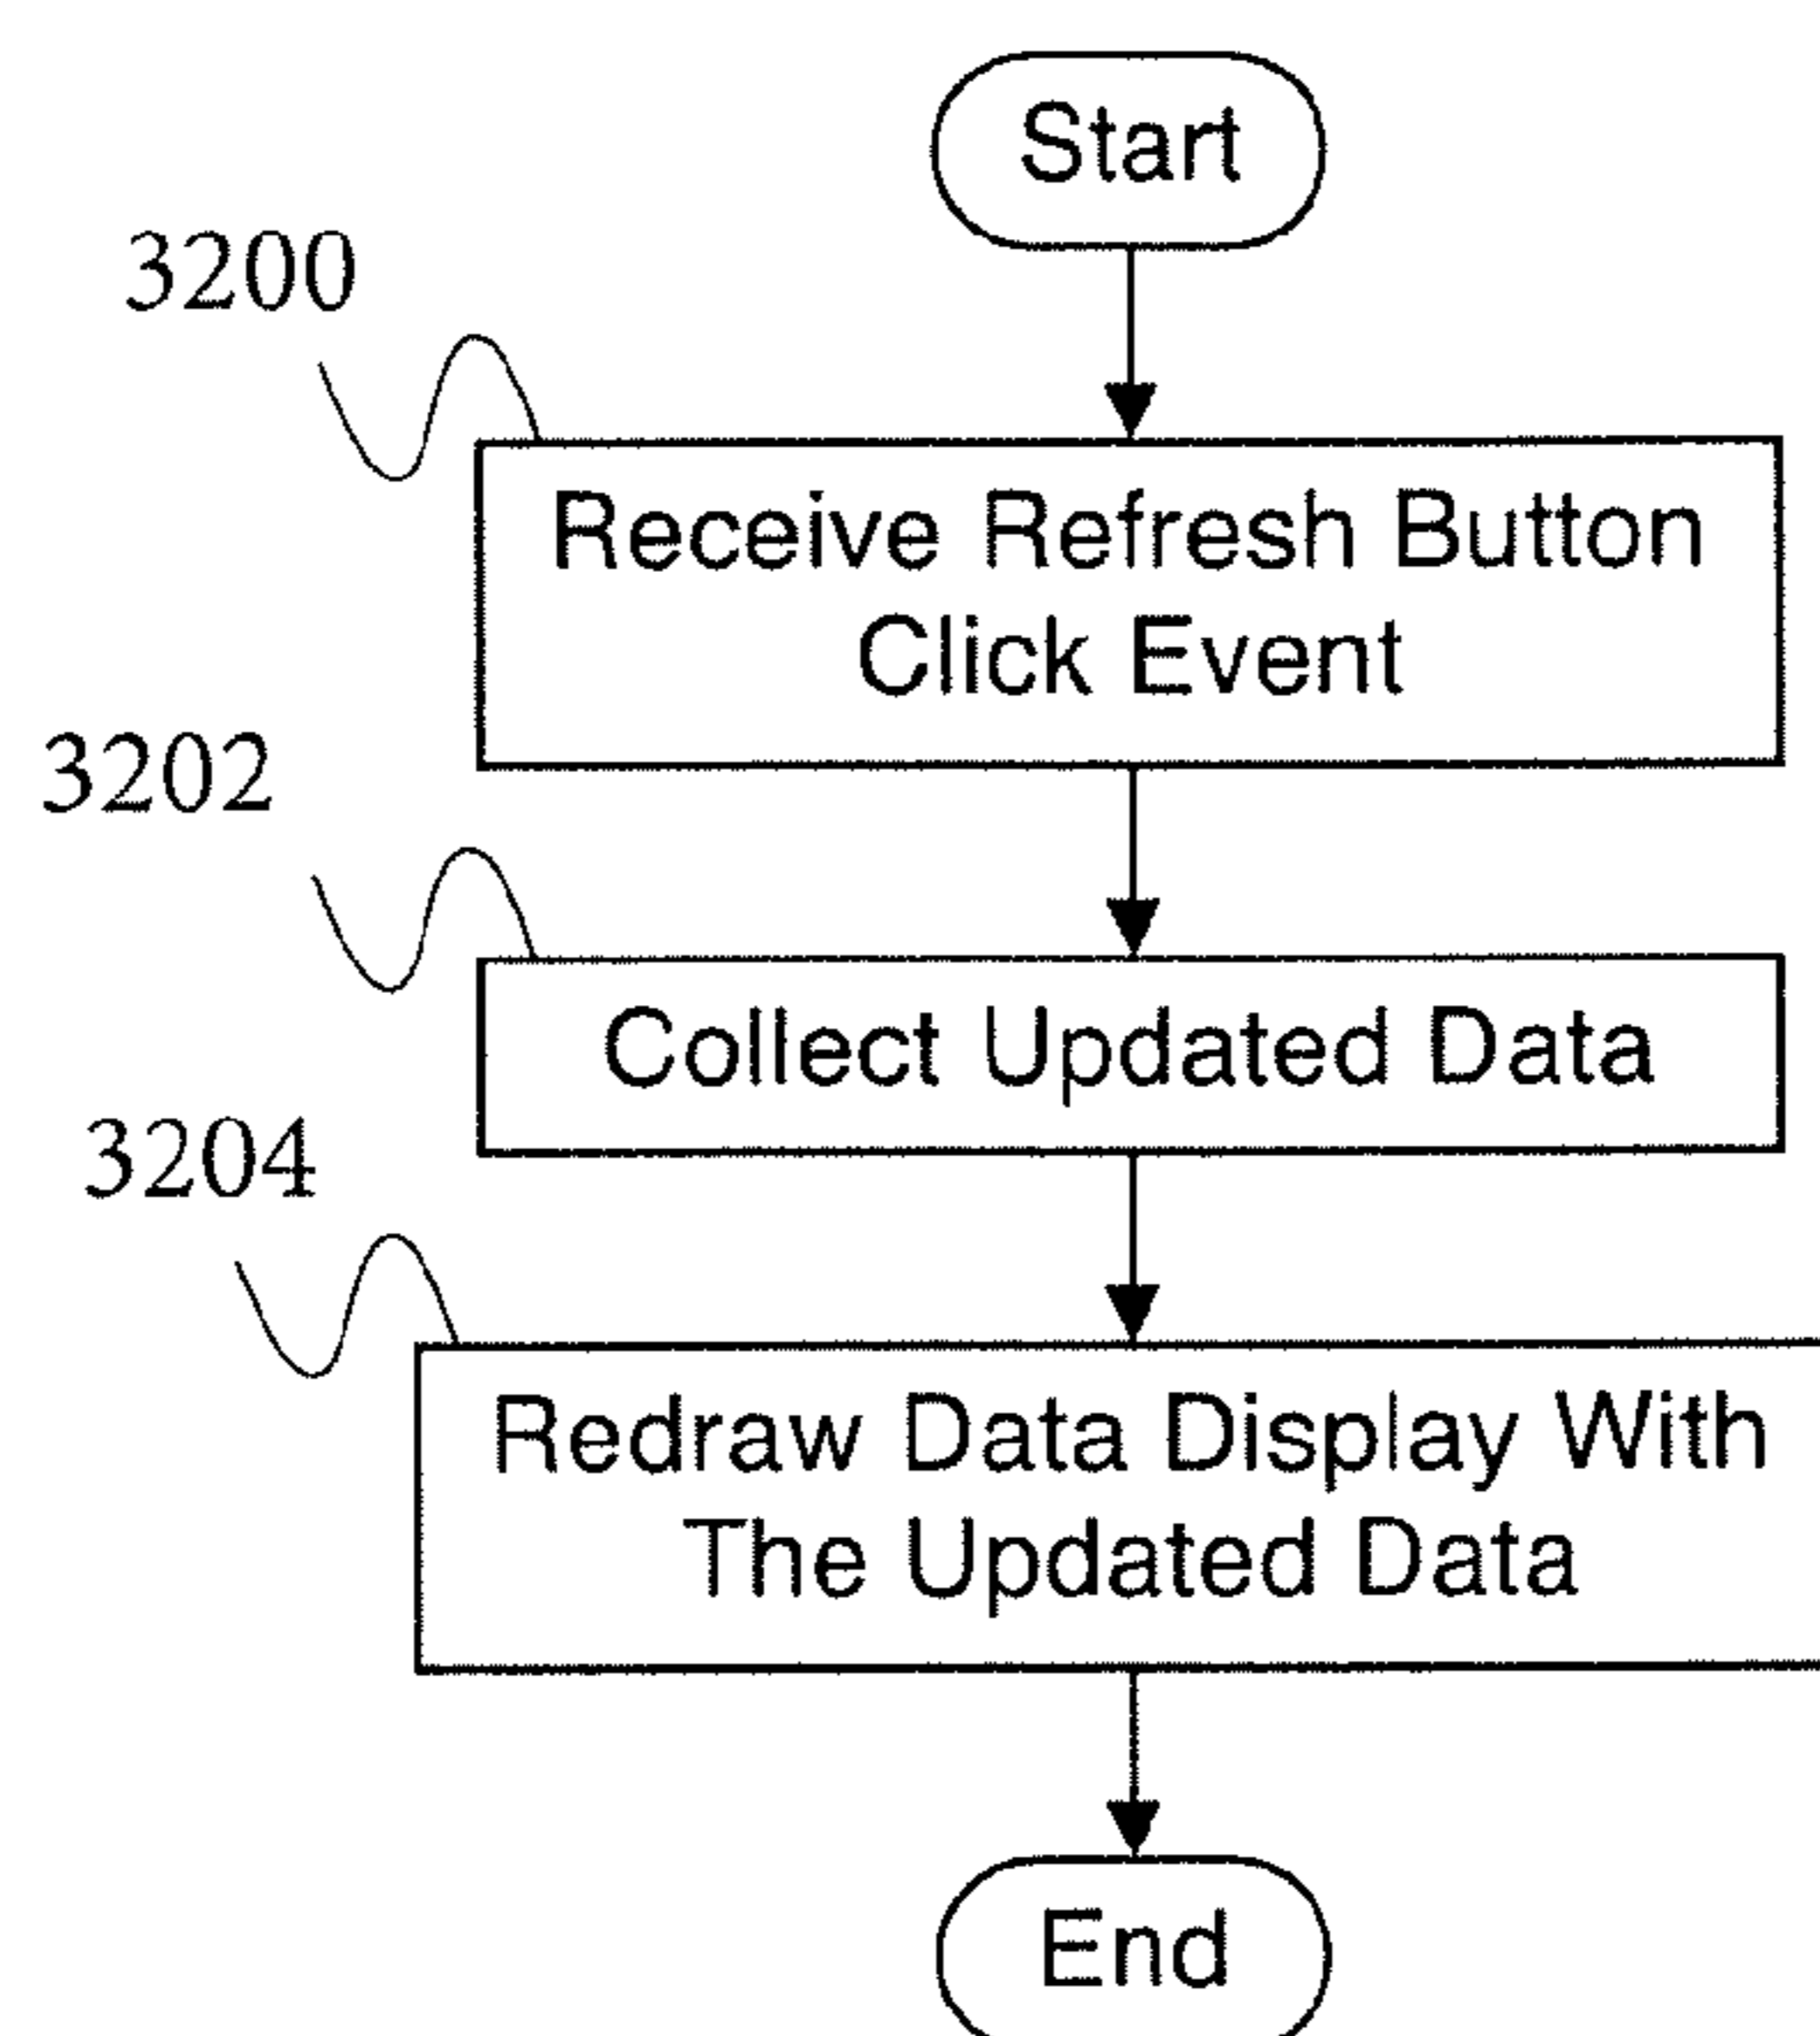 Start
3200
Receive Refresh Button
Click Event
3202
Collect Updated Data
3204
Redraw Data Display With
The Updated Data
End